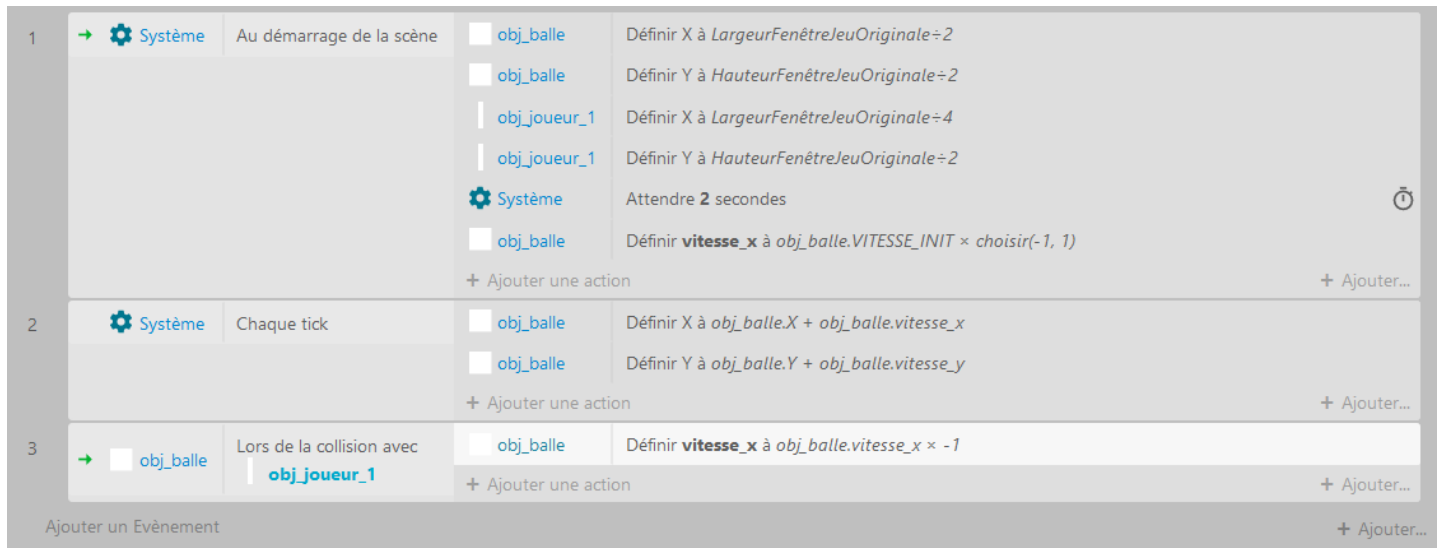 1 Système Au démarrage de la scène obj_balle Définir X à LargeurFenêtreJeuOriginale÷2
obj_balle Définir Y à HauteurFenêtreJeuOriginale÷2
obj_joueur_1 Définir X à LargeurFenêtreJeuOriginale÷4
obj_joueur_1 Définir Y à HauteurFenêtreJeuOriginale÷2
Système Attendre 2 secondes
obj_balle Définir vitesse_x à obj_balle.VITESSE_INIT × choisir(-1, 1)
+ Ajouter une action + Ajouter...
2 Système Chaque tick obj_balle Définir X à obj_balle.X + obj_balle.vitesse_x
obj_balle Définir Y à obj_balle.Y + obj_balle.vitesse_y
+ Ajouter une action + Ajouter...
3 obj_balle Lors de la collision avec obj_balle Définir vitesse_x à obj_balle.vitesse_x × -1
obj_joueur_1
+ Ajouter une action + Ajouter...
Ajouter un Evènement + Ajouter...